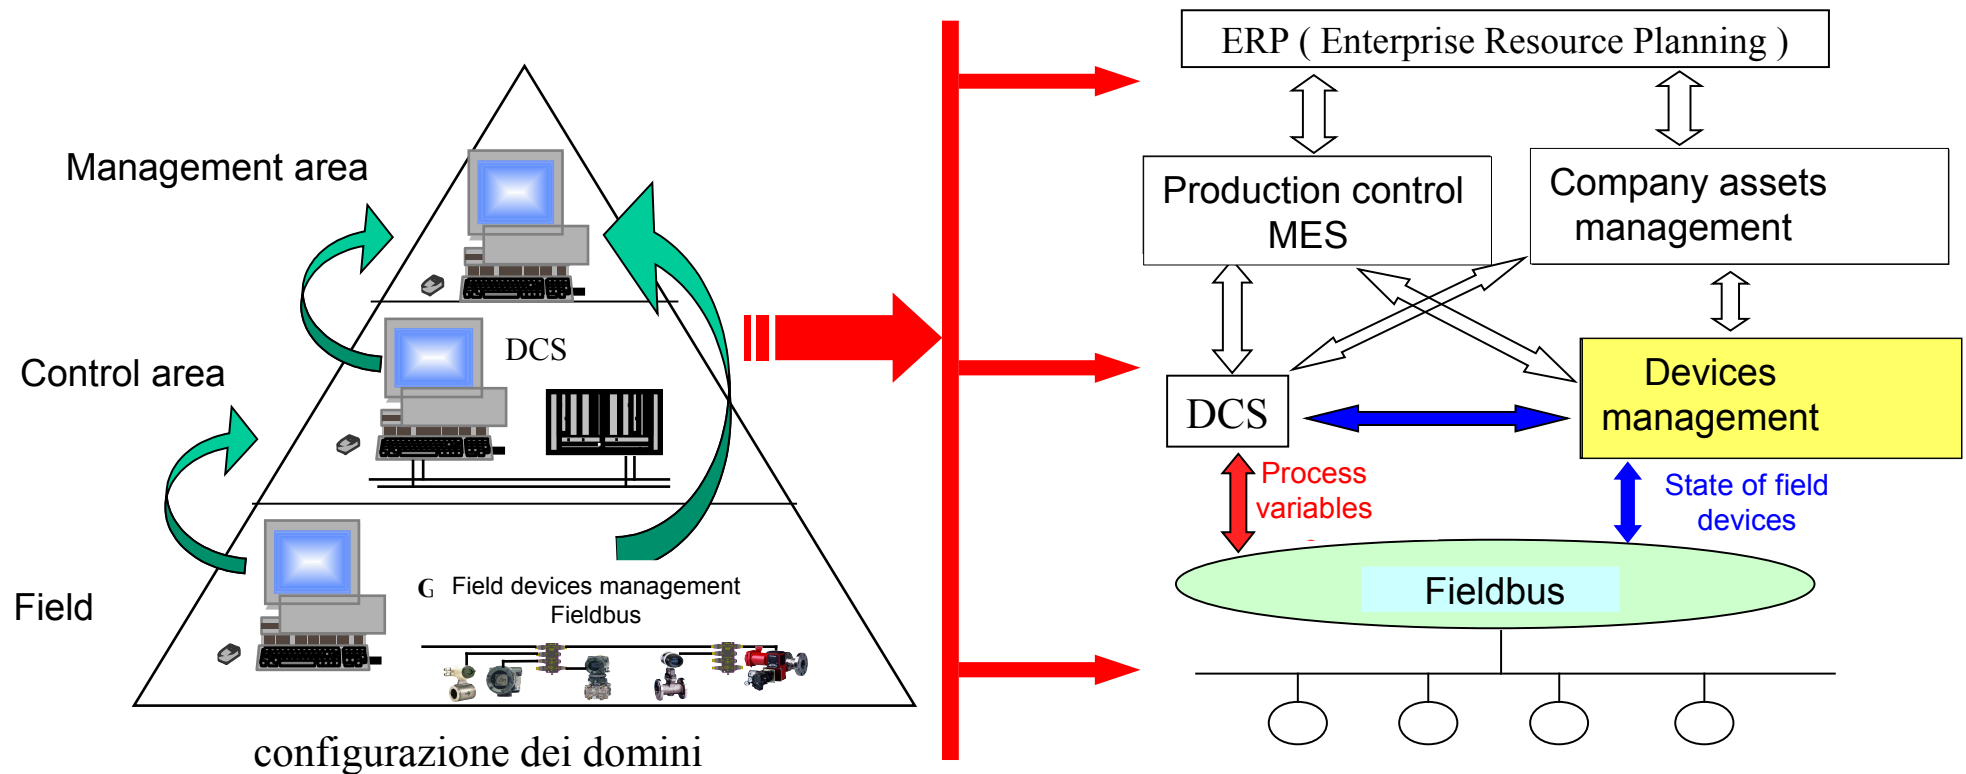 Management area
Control area
Field
DCS
G
Field devices management
Fieldbus
configurazione dei domini
ERP ( Enterprise Resource Planning )
Production control
MES
Company assets
management
DCS
Devices
management
Process
variables
State of field
devices
Fieldbus